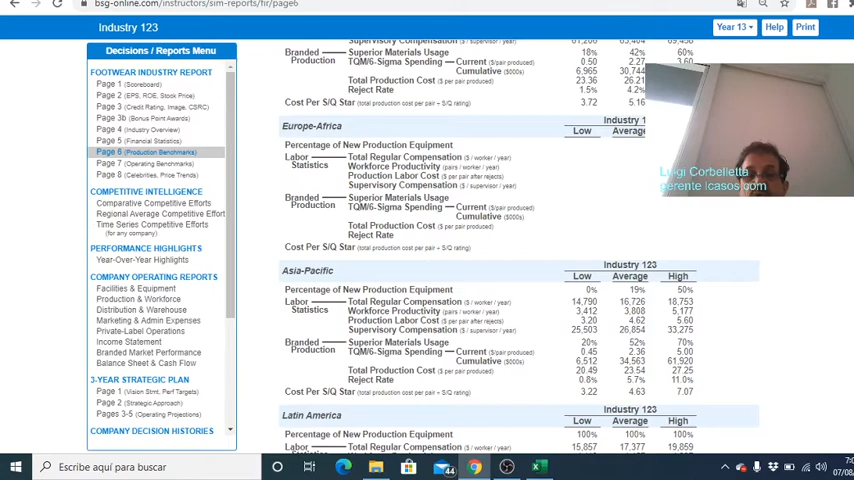 bsg-online.com/instructors/sim-reports/fir/page6
Industry 123
Year 13
Help
Print
Decisions / Reports Menu
FOOTWEAR INDUSTRY REPORT
Page 1 (Scoreboard)
Page 2 (EPS, ROE, Stock Price)
Page 3 (Credit Rating, Image, CSRC)
Page 3b (Bonus Point Awards)
Page 4 (Industry Overview)
Page 5 (Financial Statistics)
Page 6 (Production Benchmarks)
Page 7 (Operating Benchmarks)
Page 8 (Celebrities, Price Trends)
COMPETITIVE INTELLIGENCE
Comparative Competitive Efforts
Regional Average Competitive Effort
Time Series Competitive Efforts
(for any company)
PERFORMANCE HIGHLIGHTS
Year-Over-Year Highlights
COMPANY OPERATING REPORTS
Facilities & Equipment
Production & Workforce
Distribution & Warehouse
Marketing & Admin Expenses
Private-Label Operations
Income Statement
Branded Market Performance
Balance Sheet & Cash Flow
3-YEAR STRATEGIC PLAN
Page 1 (Vision Stmt, Perf Targets)
Page 2 (Strategic Approach)
Pages 3-5 (Operating Projections)
COMPANY DECISION HISTORIES
Supervisory Compensation ($ / supervisor / year)
Branded Superior Materials Usage 18% 42% 60%
Production TQM/6-Sigma Spending — Current ($/pair produced) 0.50 2.27 3.60
Cumulative ($000s) 6,965 30,744
Total Production Cost ($ per pair produced) 23.36 26.21
Reject Rate 1.5% 4.2%
Cost Per S/Q Star (total production cost per pair ÷ S/Q rating) 3.72 5.16
Industry 1
Europe-Africa Low Average
Percentage of New Production Equipment
Labor Total Regular Compensation ($ / worker / year)
Statistics Workforce Productivity (pairs / worker / year)
Production Labor Cost ($ per pair after rejects)
Supervisory Compensation ($ / supervisor / year)
Branded Superior Materials Usage
Production TQM/6-Sigma Spending — Current ($/pair produced)
Cumulative ($000s)
Total Production Cost ($ per pair produced)
Reject Rate
Cost Per S/Q Star (total production cost per pair ÷ S/Q rating)
Luigi Corbelletta
gerente icasos com
Industry 123
Asia-Pacific Low Average High
Percentage of New Production Equipment 0% 19% 50%
Labor Total Regular Compensation ($ / worker / year) 14,790 16,726 18,753
Statistics Workforce Productivity (pairs / worker / year) 3,412 3,808 5,177
Production Labor Cost ($ per pair after rejects) 3.20 4.62 5.60
Supervisory Compensation ($ / supervisor / year) 25,503 26,854 33,275
Branded Superior Materials Usage 20% 52% 70%
Production TQM/6-Sigma Spending — Current ($/pair produced) 0.45 2.36 5.00
Cumulative ($000s) 6,512 34,563 61,920
Total Production Cost ($ per pair produced) 20.49 23.54 27.25
Reject Rate 0.8% 5.7% 11.0%
Cost Per S/Q Star (total production cost per pair ÷ S/Q rating) 3.22 4.63 7.07
Industry 123
Latin America Low Average High
Percentage of New Production Equipment 100% 100% 100%
Labor Total Regular Compensation ($ / worker / year) 15,857 17,377 19,859
Escribe aquí para buscar
44
7:0
07/08/